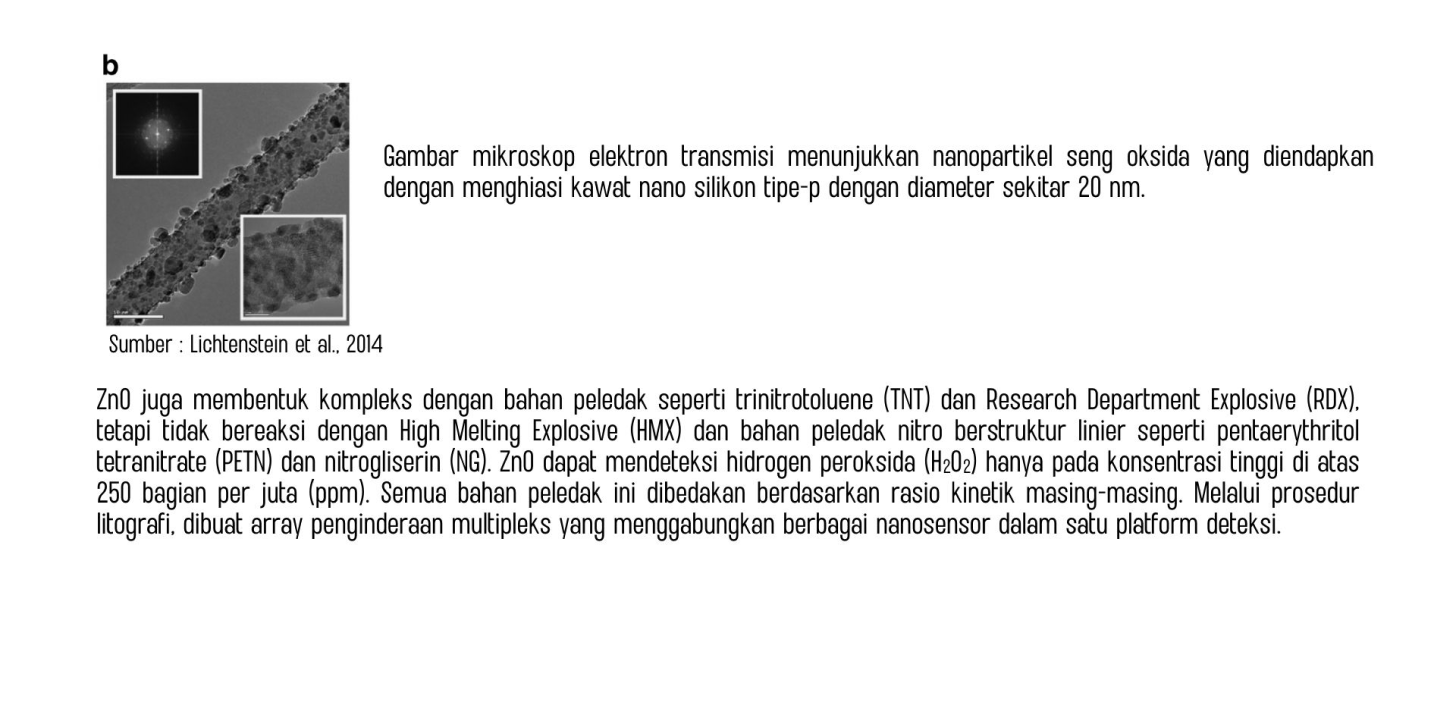 b
Gambar mikroskop elektron transmisi menunjukkan nanopartikel seng oksida yang diendapkan
dengan menghiasi kawat nano silikon tipe-p dengan diameter sekitar 20 nm.
Sumber : Lichtenstein et al., 2014
ZnO juga membentuk kompleks dengan bahan peledak seperti trinitrotoluene (TNT) dan Research Department Explosive (RDX),
tetapi tidak bereaksi dengan High Melting Explosive (HMX) dan bahan peledak nitro berstruktur linier seperti pentaerythritol
tetranitrate (PETN) dan nitrogliserin (NG). ZnO dapat mendeteksi hidrogen peroksida (H₂O₂) hanya pada konsentrasi tinggi di atas
250 bagian per juta (ppm). Semua bahan peledak ini dibedakan berdasarkan rasio kinetik masing-masing. Melalui prosedur
litografi, dibuat array penginderaan multipleks yang menggabungkan berbagai nanosensor dalam satu platform deteksi.